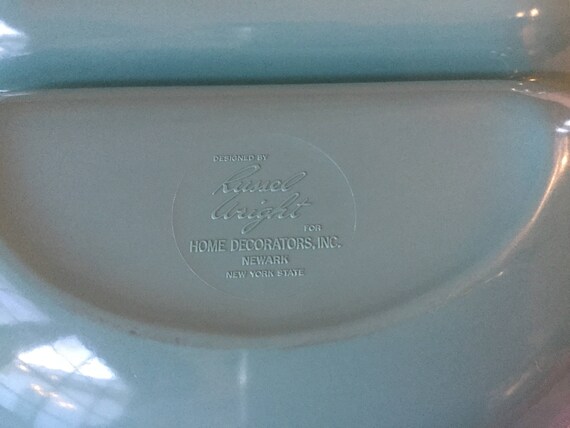 DESIGNED BY
Russel
Wright
FOR
HOME DECORATORS, INC.
NEWARK
NEW YORK STATE